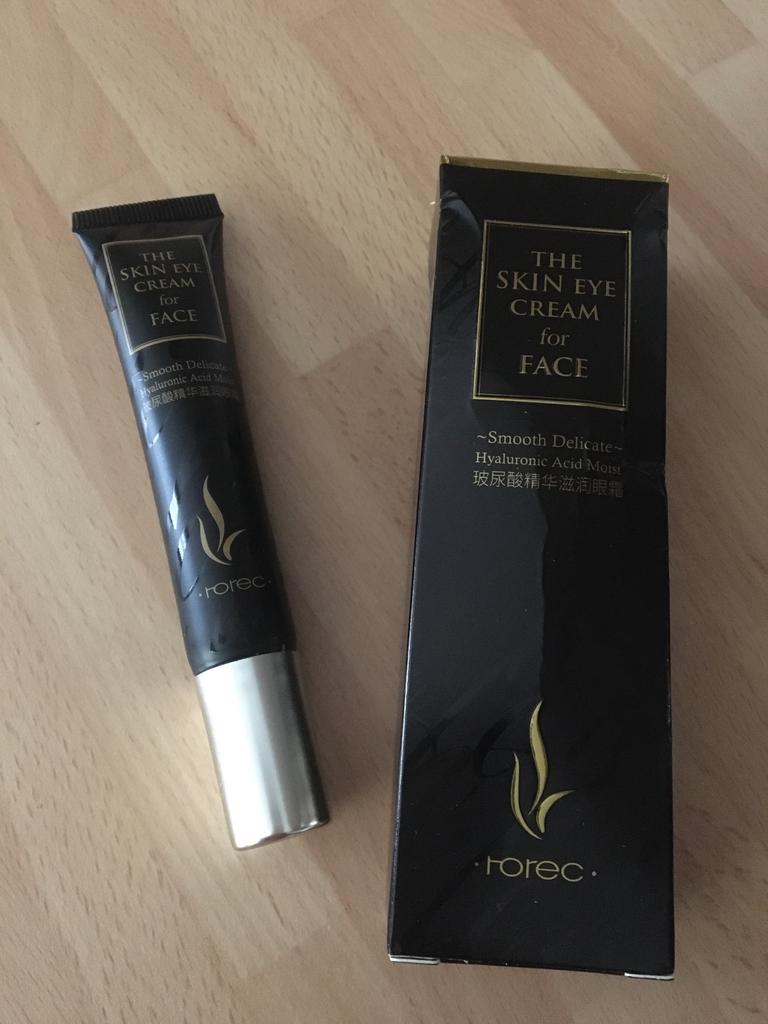 THE
SKIN EYE
CREAM
for
FACE
~Smooth Delicate~
Hyaluronic Acid Moist
玻尿酸精华滋润眼霜
·rorec·
THE
SKIN EYE
CREAM
for
FACE
~Smooth Delicate~
Hyaluronic Acid Moist
玻尿酸精华滋润眼霜
·rorec·